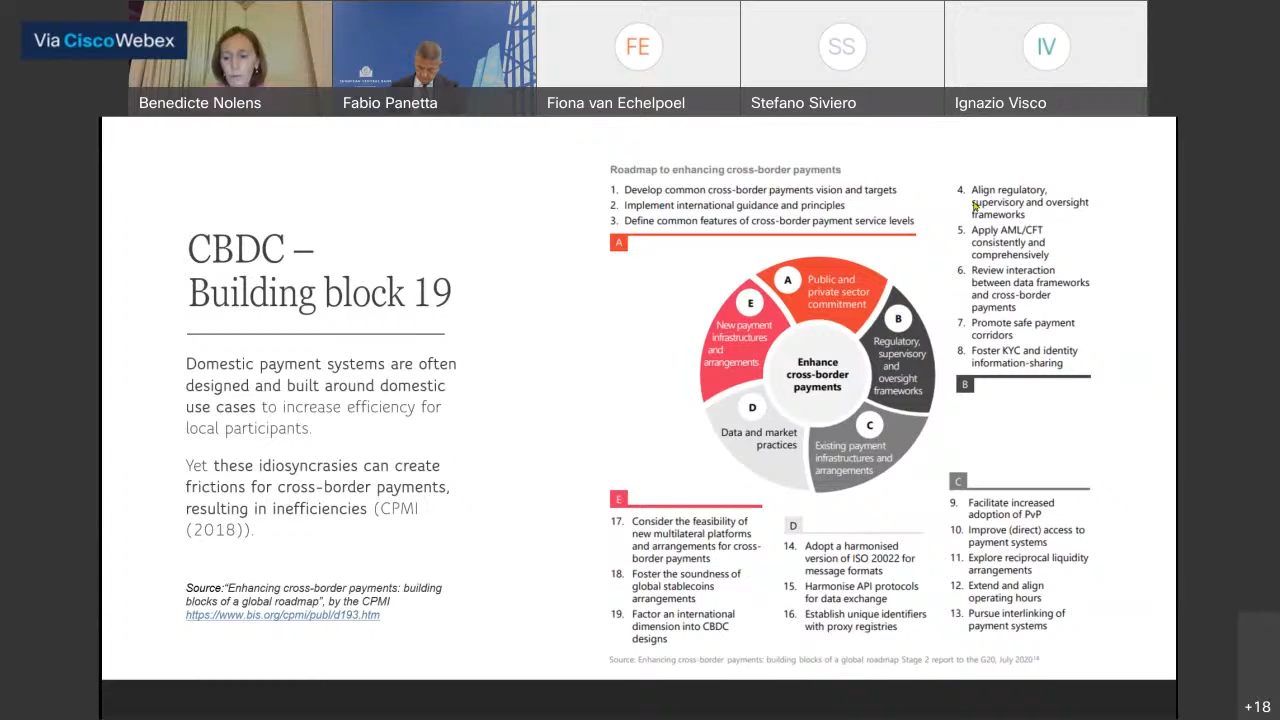 Via Cisco Webex
FE
SS
IV
Benedicte Nolens
Fabio Panetta
Fiona van Echelpoel
Stefano Siviero
Ignazio Visco
CBDC –
Building block 19
Domestic payment systems are often
designed and built around domestic
use cases to increase efficiency for
local participants.
Yet these idiosyncrasies can create
frictions for cross-border payments,
resulting in inefficiencies (CPMI
(2018)).
Source:“Enhancing cross-border payments: building
blocks of a global roadmap”, by the CPMI
https://www.bis.org/cpmi/publ/d193.htm
Roadmap to enhancing cross-border payments
1. Develop common cross-border payments vision and targets
2. Implement international guidance and principles
3. Define common features of cross-border payment service levels
A
4. Align regulatory,
supervisory and oversight
frameworks
5. Apply AML/CFT
consistently and
comprehensively
6. Review interaction
between data frameworks
and cross-border
payments
7. Promote safe payment
corridors
8. Foster KYC and identity
information-sharing
B
A
Public and
private sector
commitment
B
Regulatory,
supervisory
and
oversight
frameworks
C
Existing payment
infrastructures and
arrangements
D
Data and market
practices
E
New payment
infrastructures
and
arrangements
Enhance
cross-border
payments
E
17. Consider the feasibility of
new multilateral platforms
and arrangements for cross-
border payments
18. Foster the soundness of
global stablecoins
arrangements
19. Factor an international
dimension into CBDC
designs
D
14. Adopt a harmonised
version of ISO 20022 for
message formats
15. Harmonise API protocols
for data exchange
16. Establish unique identifiers
with proxy registries
C
9. Facilitate increased
adoption of PvP
10. Improve (direct) access to
payment systems
11. Explore reciprocal liquidity
arrangements
12. Extend and align
operating hours
13. Pursue interlinking of
payment systems
Source: Enhancing cross-border payments: building blocks of a global roadmap Stage 2 report to the G20, July 2020
+18